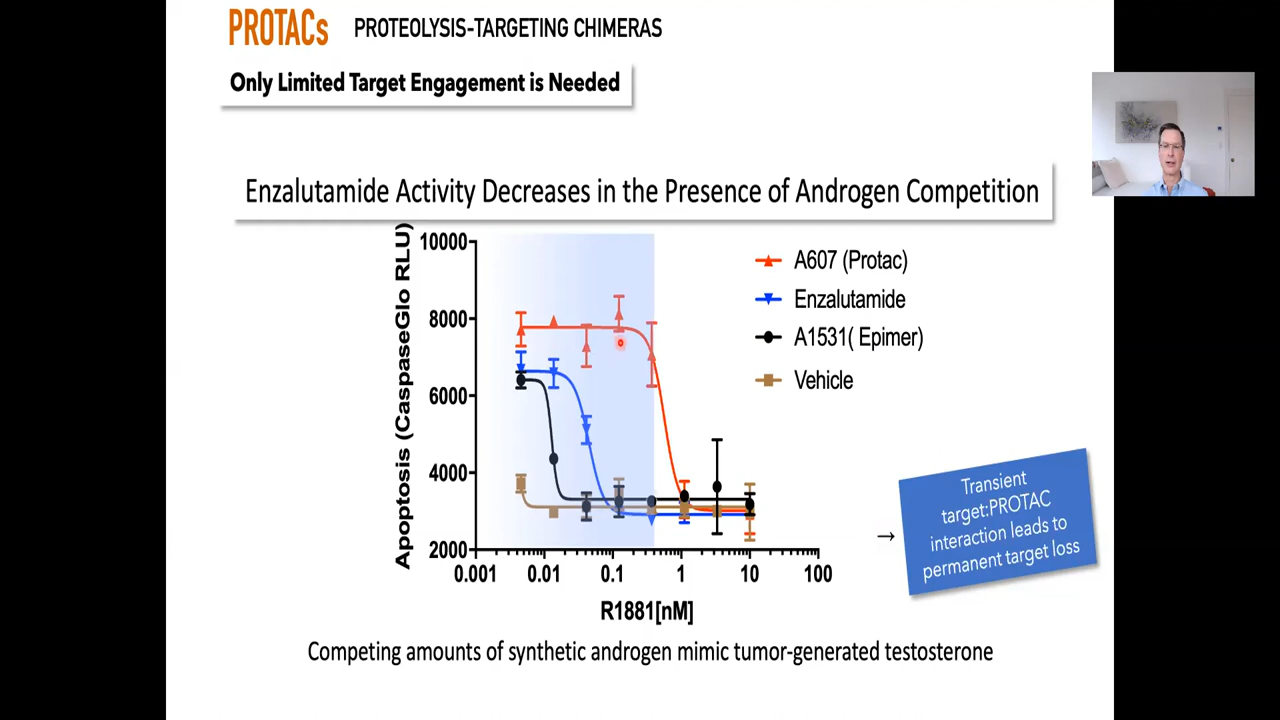 PROTACs PROTEOLYSIS-TARGETING CHIMERAS
Only Limited Target Engagement is Needed
Enzalutamide Activity Decreases in the Presence of Androgen Competition
Apoptosis (CaspaseGlo RLU)
10000
8000
6000
4000
2000
0.001 0.01 0.1 1 10 100
R1881[nM]
A607 (Protac)
Enzalutamide
A1531( Epimer)
Vehicle
→ Transient
target:PROTAC
interaction leads to
permanent target loss
Competing amounts of synthetic androgen mimic tumor-generated testosterone